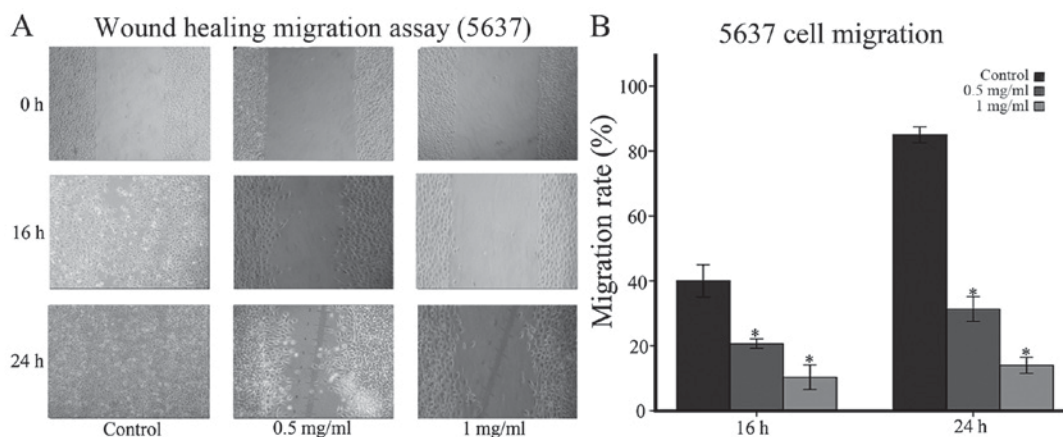 A Wound healing migration assay (5637)
0 h
16 h
24 h
Control 0.5 mg/ml 1 mg/ml
B 5637 cell migration
Migration rate (%)
100
80
60
40
20
0
Control
0.5 mg/ml
1 mg/ml
* *
* *
16 h 24 h